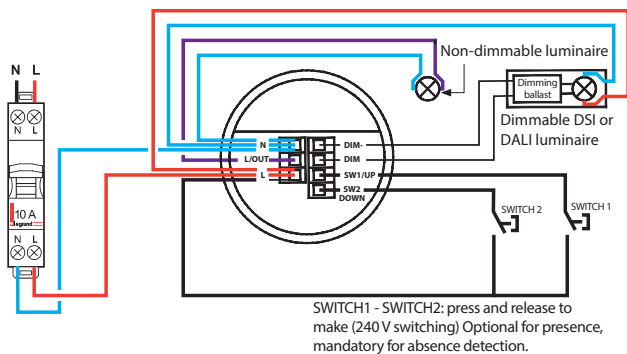 N L
Non-dimmable luminaire
Dimming
ballast
Dimmable DSI or
DALI luminaire
N L
N
L/OUT
L
DIM-
DIM
SW1/UP
SW2
DOWN
10 A
legrand
N L
SWITCH 2
SWITCH 1
SWITCH1 - SWITCH2: press and release to
make (240 V switching) Optional for presence,
mandatory for absence detection.